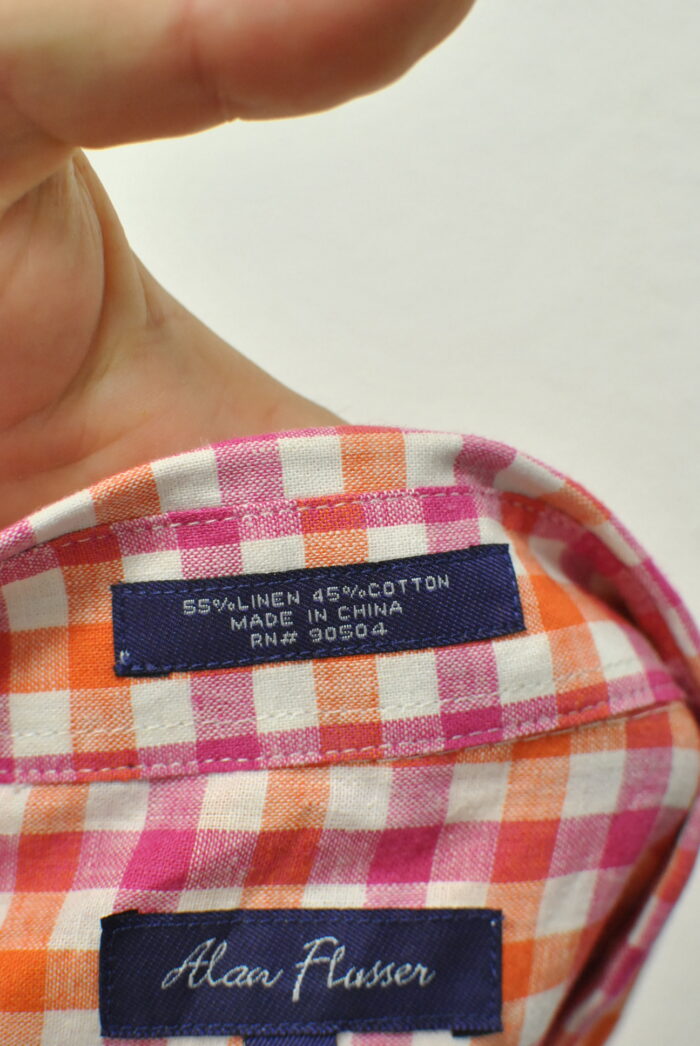 55%LINEN 45%COTTON
MADE IN CHINA
RN# 90504
Alan Flusser